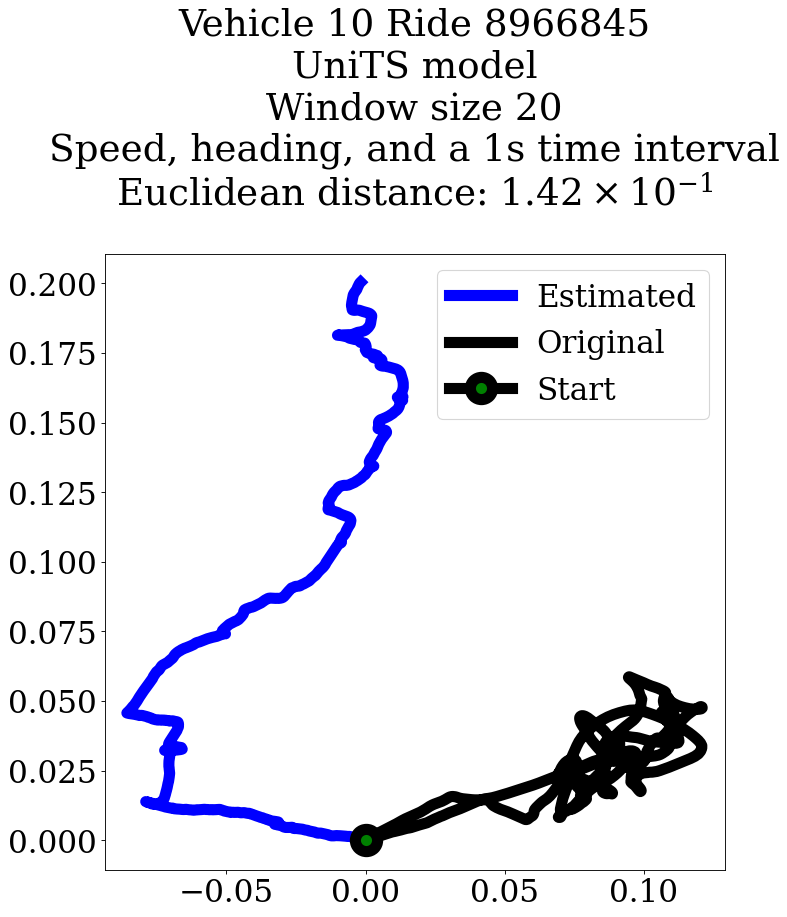 Vehicle 10 Ride 8966845
UniTS model
Window size 20
Speed, heading, and a 1s time interval
Euclidean distance: 1.42 × 10⁻¹
Estimated
Original
Start
0.200
0.175
0.150
0.125
0.100
0.075
0.050
0.025
0.000
−0.05 0.00 0.05 0.10